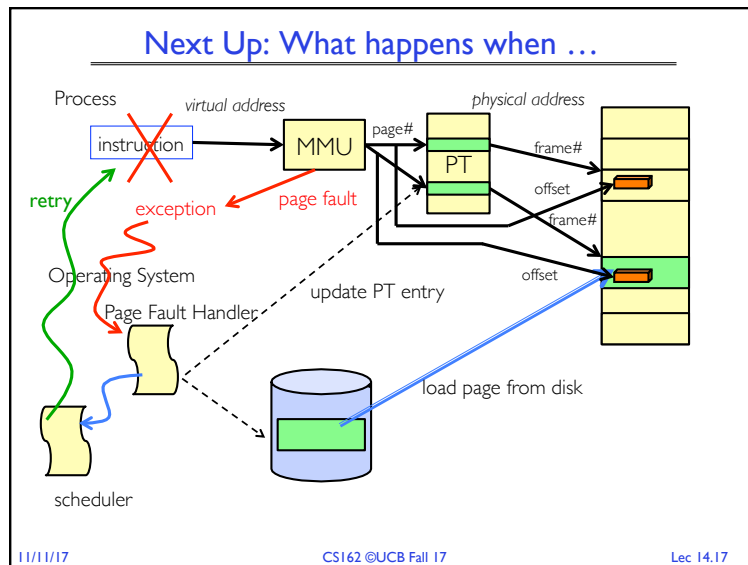 Next Up: What happens when …
Process
virtual address
physical address
instruction
MMU
page#
PT
frame#
offset
retry
exception
page fault
frame#
offset
Operating System
update PT entry
Page Fault Handler
load page from disk
scheduler
11/11/17
CS162 ©UCB Fall 17
Lec 14.17